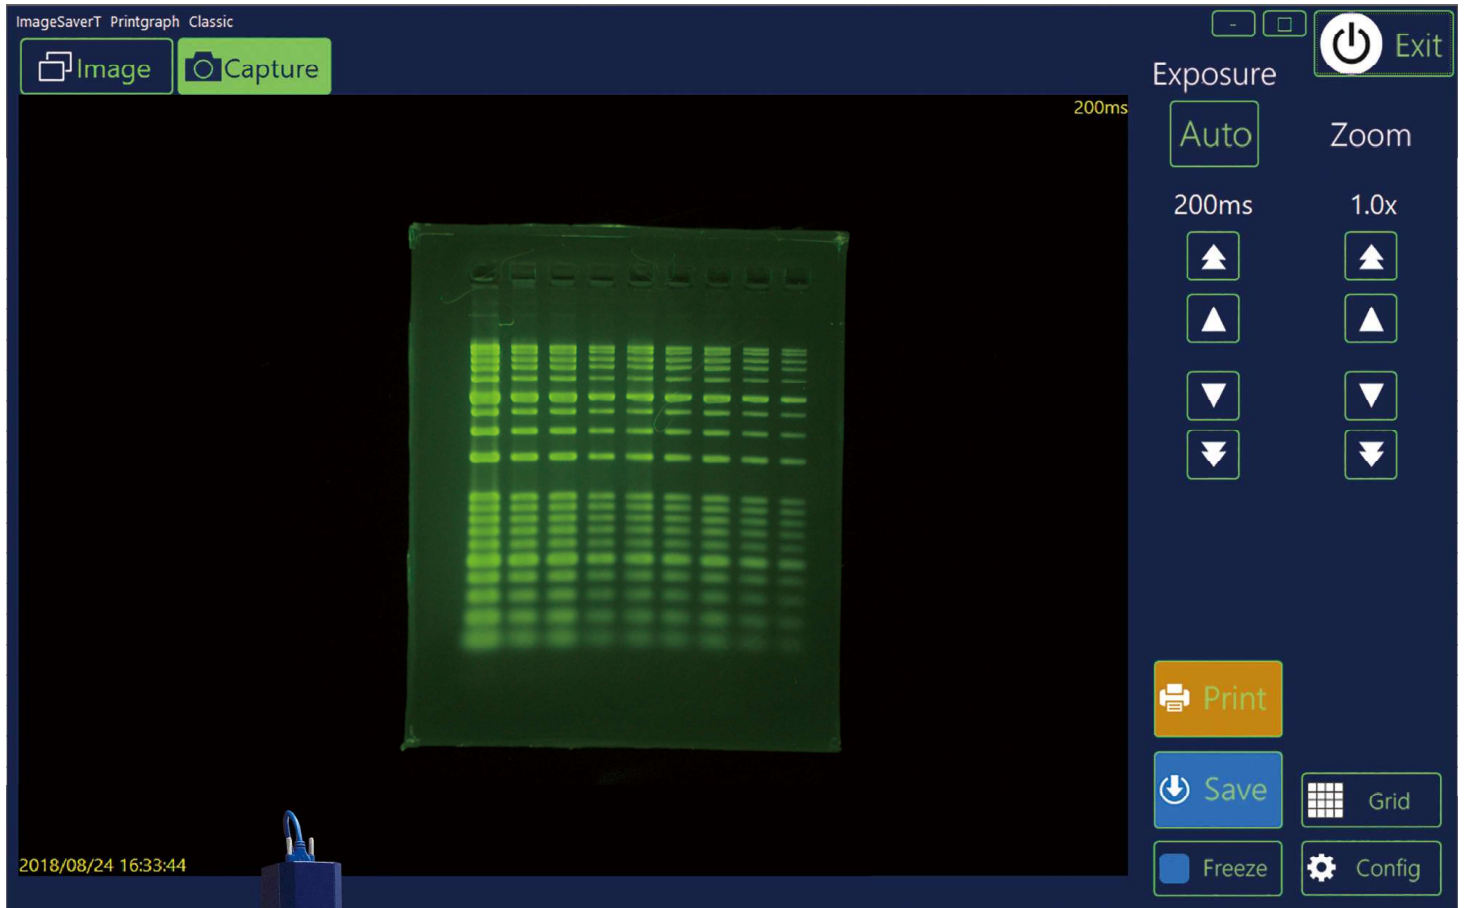 ImageSaverT Printgraph Classic
Image
Capture
200ms
Exposure
Auto
200ms
Zoom
1.0x
-
Exit
Print
Save
Freeze
Grid
Config
2018/08/24 16:33:44